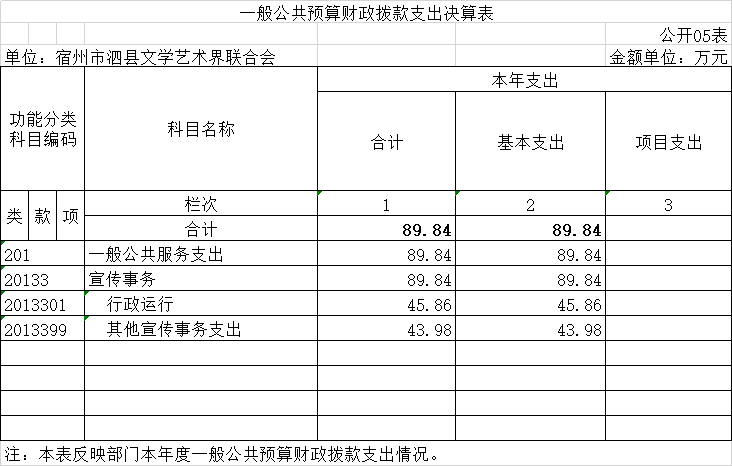 一般公共预算财政拨款支出决算表
公开05表
单位：宿州市泗县文学艺术界联合会 金额单位：万元
功能分类科目编码 科目名称 本年支出
合计 基本支出 项目支出
类 款 项 栏次 1 2 3
合计 89.84 89.84
201 一般公共服务支出 89.84 89.84
20133 宣传事务 89.84 89.84
2013301 行政运行 45.86 45.86
2013399 其他宣传事务支出 43.98 43.98
注：本表反映部门本年度一般公共预算财政拨款支出情况。